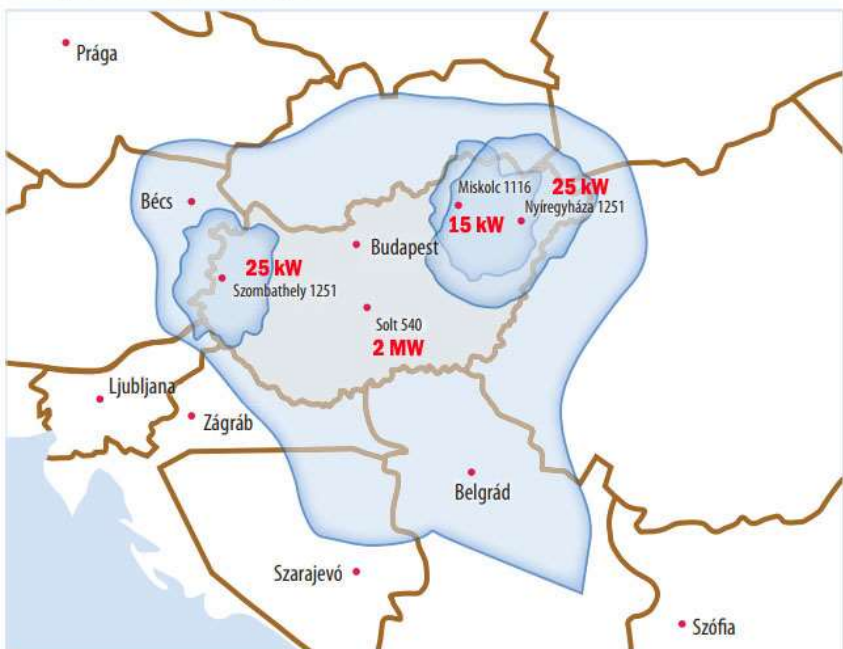 Prága
Bécs
Miskolc 1116
25 kW
Nyíregyháza 1251
15 kW
Budapest
25 kW
Szombathely 1251
Solt 540
2 MW
Ljubljana
Zágráb
Belgrád
Szarajevó
Szófia